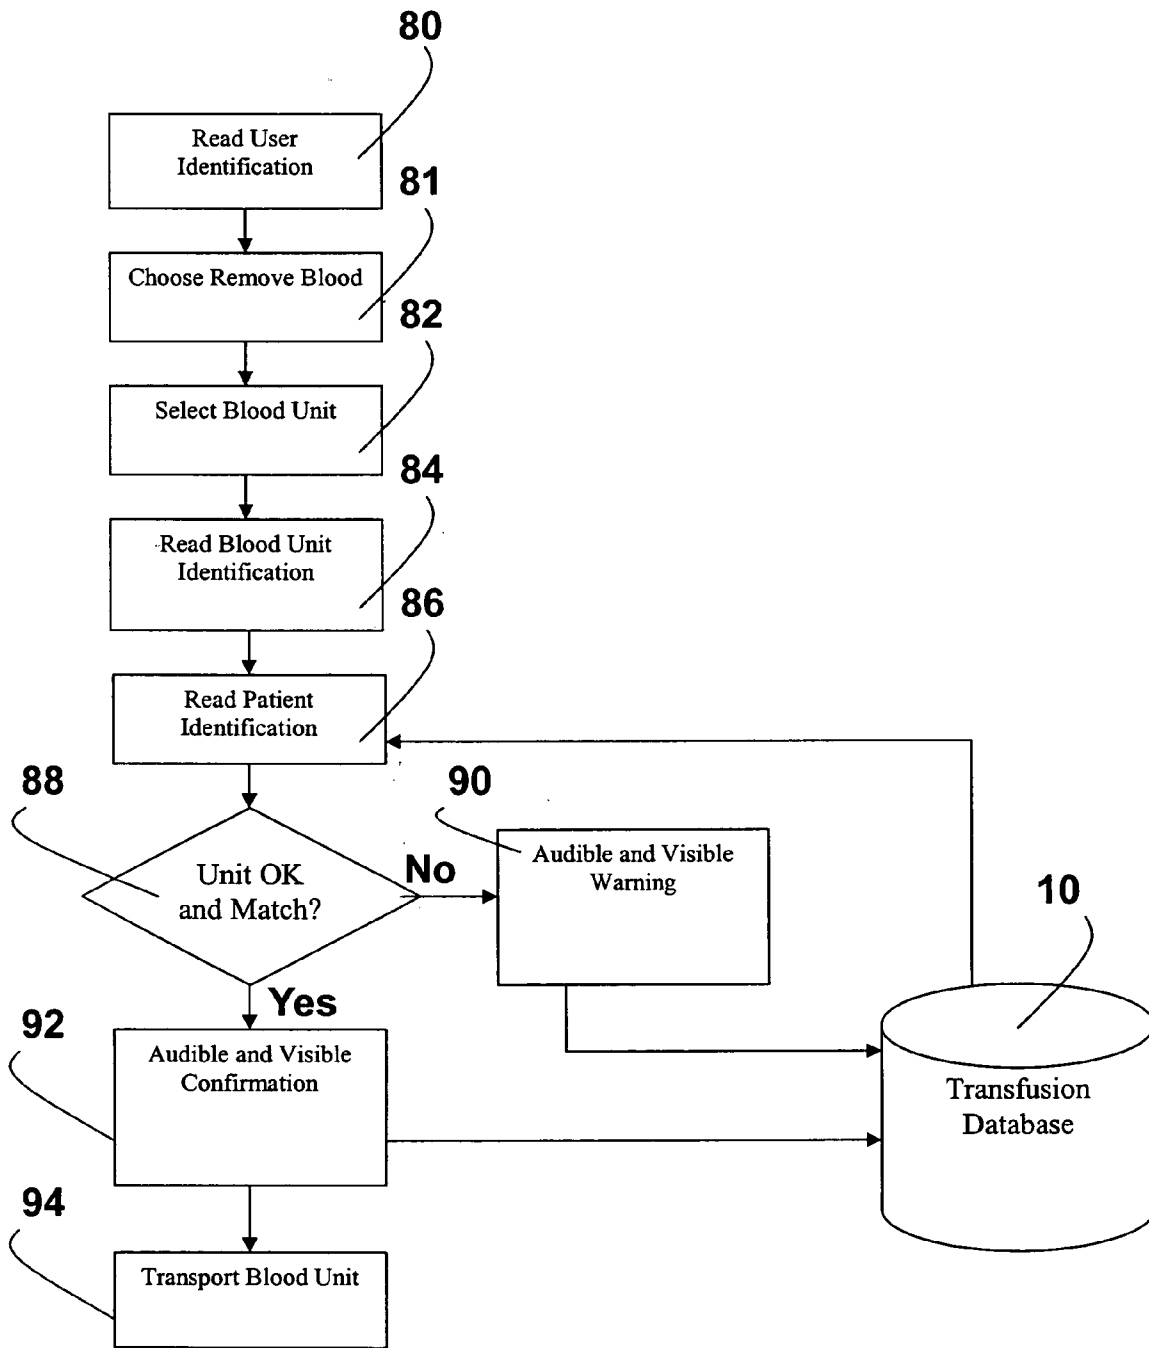 80
Read User
Identification
81
Choose Remove Blood
82
Select Blood Unit
84
Read Blood Unit
Identification
86
Read Patient
Identification
88
Unit OK
and Match?
No
90
Audible and Visible
Warning
10
Transfusion
Database
Yes
92
Audible and Visible
Confirmation
94
Transport Blood Unit